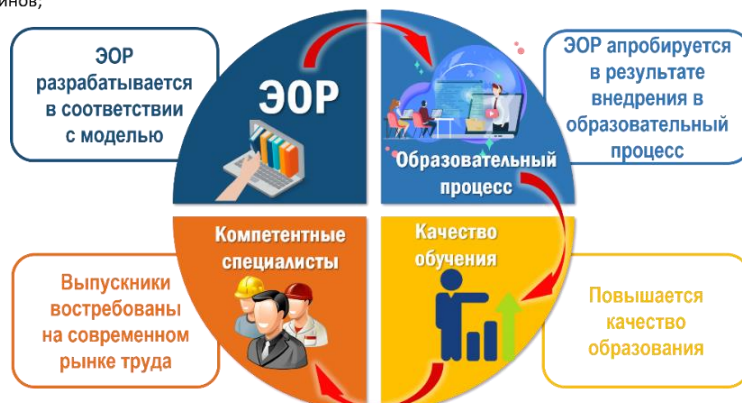 ЭОР
разрабатывается
в соответствии
с моделью
ЭОР
Образовательный
процесс
ЭОР апробируется
в результате
внедрения в
образовательный
процесс
Выпускники
востребованы
на современном
рынке труда
Компетентные
специалисты
Качество
обучения
Повышается
качество
образования